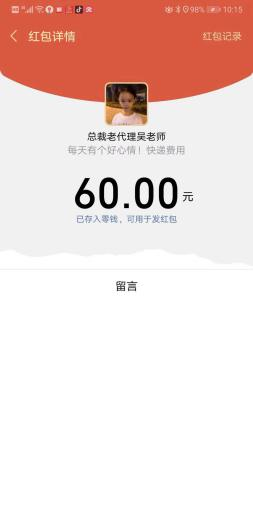 98% 10:15
红包详情 红包记录
总裁老代理吴老师
每天有个好心情！快递费用
60.00元
已存入零钱，可用于发红包
留言